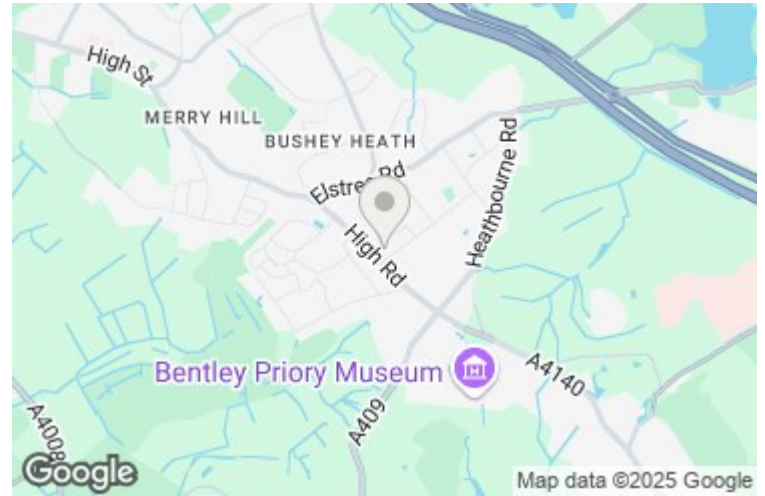 High St
MERRY HILL
BUSHEY HEATH
Elstree Rd
Heathbourne Rd
High Rd
Bentley Priory Museum
A4140
A409
A4008
Google
Map data ©2025 Google